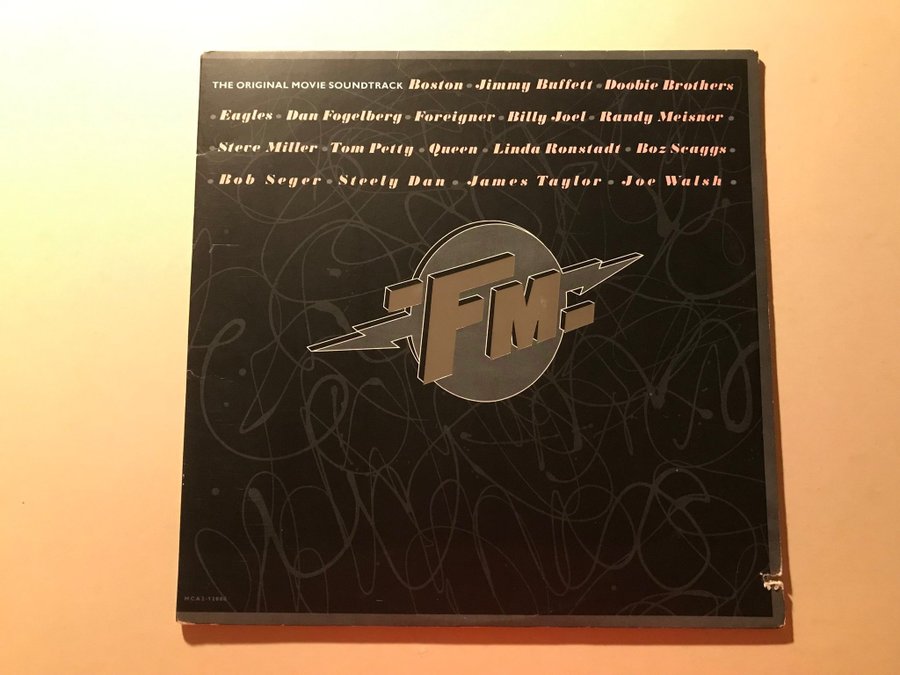 THE ORIGINAL MOVIE SOUNDTRACK Boston • Jimmy Buffett • Doobie Brothers
• Eagles • Dan Fogelberg • Foreigner • Billy Joel • Randy Meisner •
Steve Miller • Tom Petty • Queen • Linda Ronstadt • Boz Scaggs •
• Bob Seger • Steely Dan • James Taylor • Joe Walsh •
FM